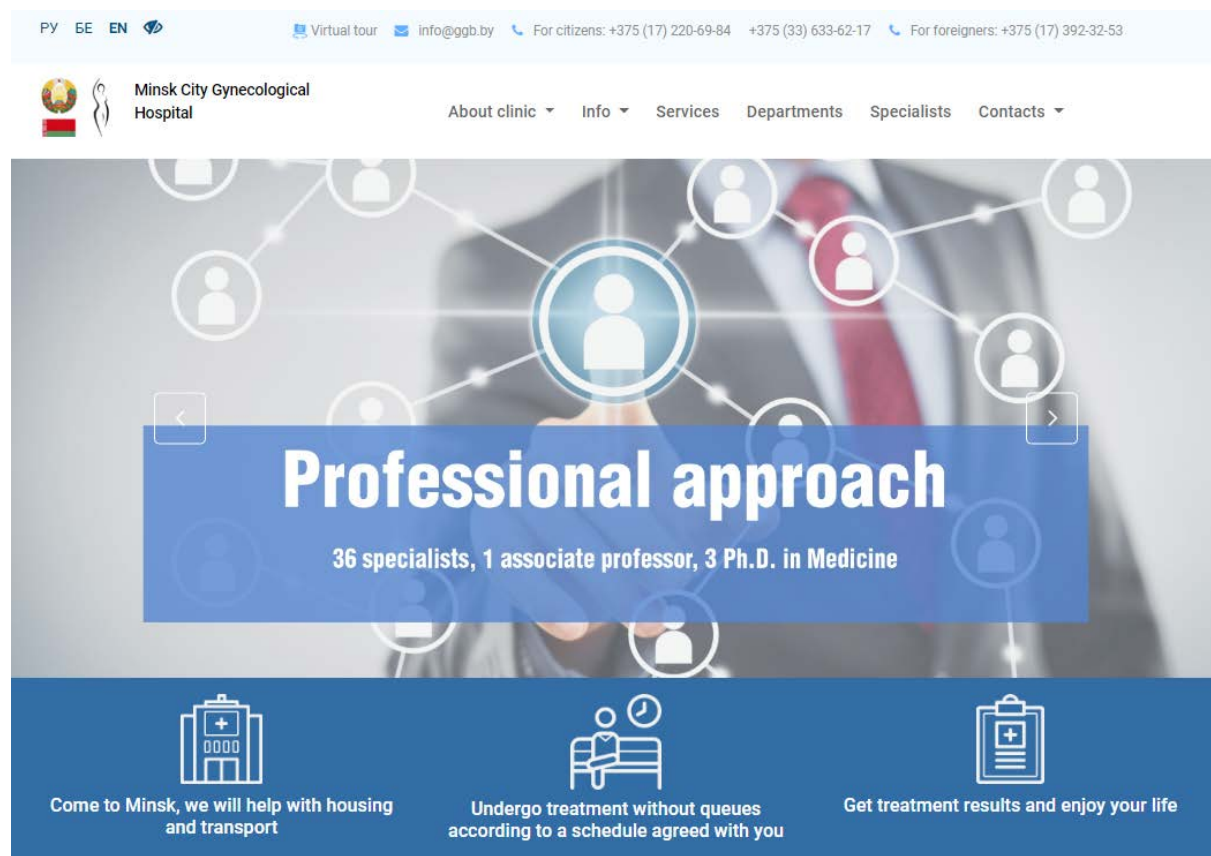 РУ БЕ EN
Virtual tour info@ggb.by For citizens: +375 (17) 220-69-84 +375 (33) 633-62-17 For foreigners: +375 (17) 392-32-53
Minsk City Gynecological
Hospital
About clinic Info Services Departments Specialists Contacts
Professional approach
36 specialists, 1 associate professor, 3 Ph.D. in Medicine
Come to Minsk, we will help with housing
and transport
Undergo treatment without queues
according to a schedule agreed with you
Get treatment results and enjoy your life